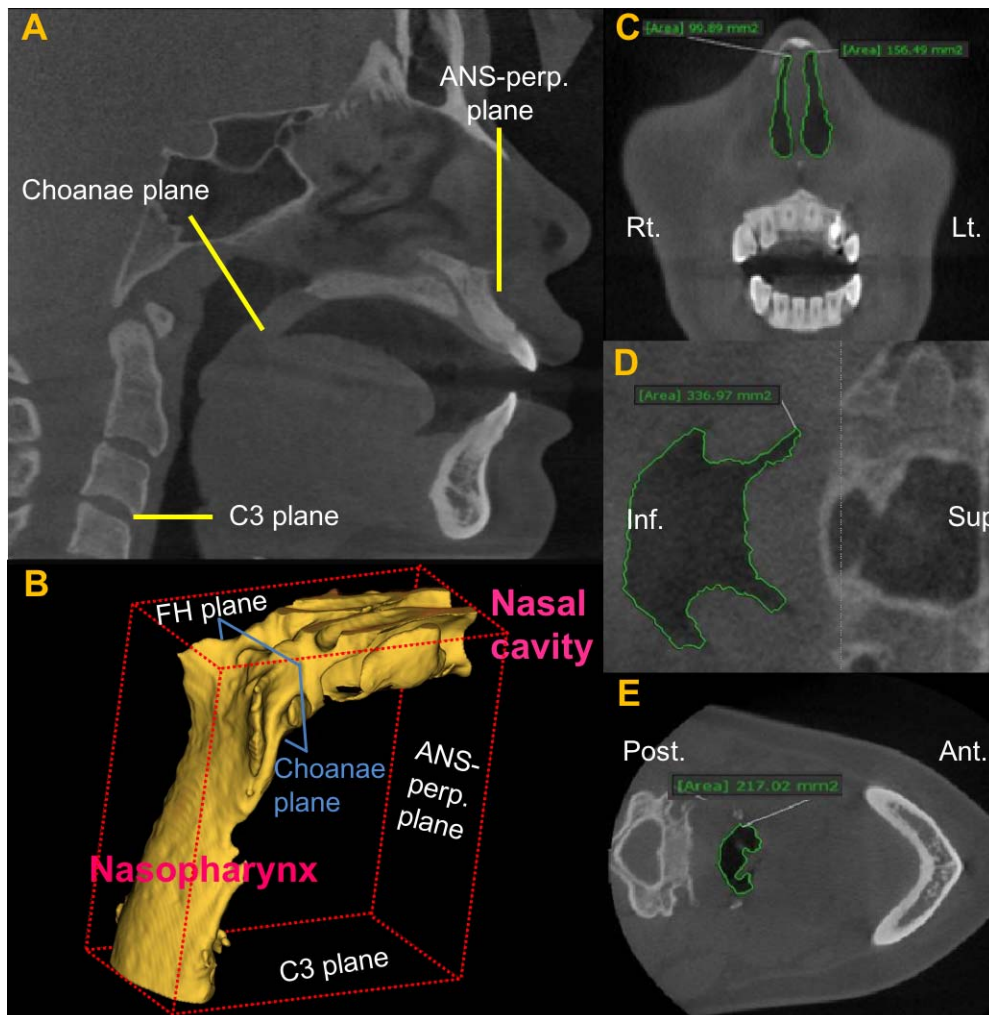 A
ANS-perp.
plane
Choanae plane
C3 plane
B
FH plane
Nasal
cavity
Choanae
plane
ANS-
perp.
plane
Nasopharynx
C3 plane
C
[Area] 99.89 mm2
[Area] 156.49 mm2
Rt.
Lt.
D
[Area] 336.97 mm2
Inf.
Sup
E
Post.
Ant.
[Area] 217.02 mm2